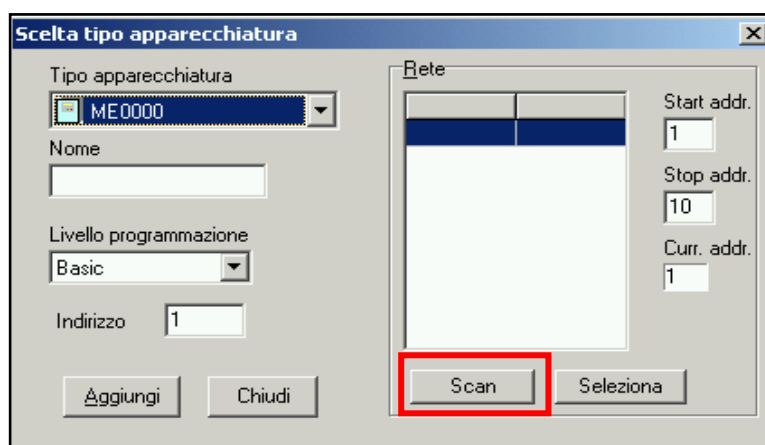 Scelta tipo apparecchiatura
Tipo apparecchiatura
ME0000
Nome
Livello programmazione
Basic
Indirizzo 1
Aggiungi Chiudi
Rete
Start addr.
1
Stop addr.
10
Curr. addr.
1
Scan Seleziona